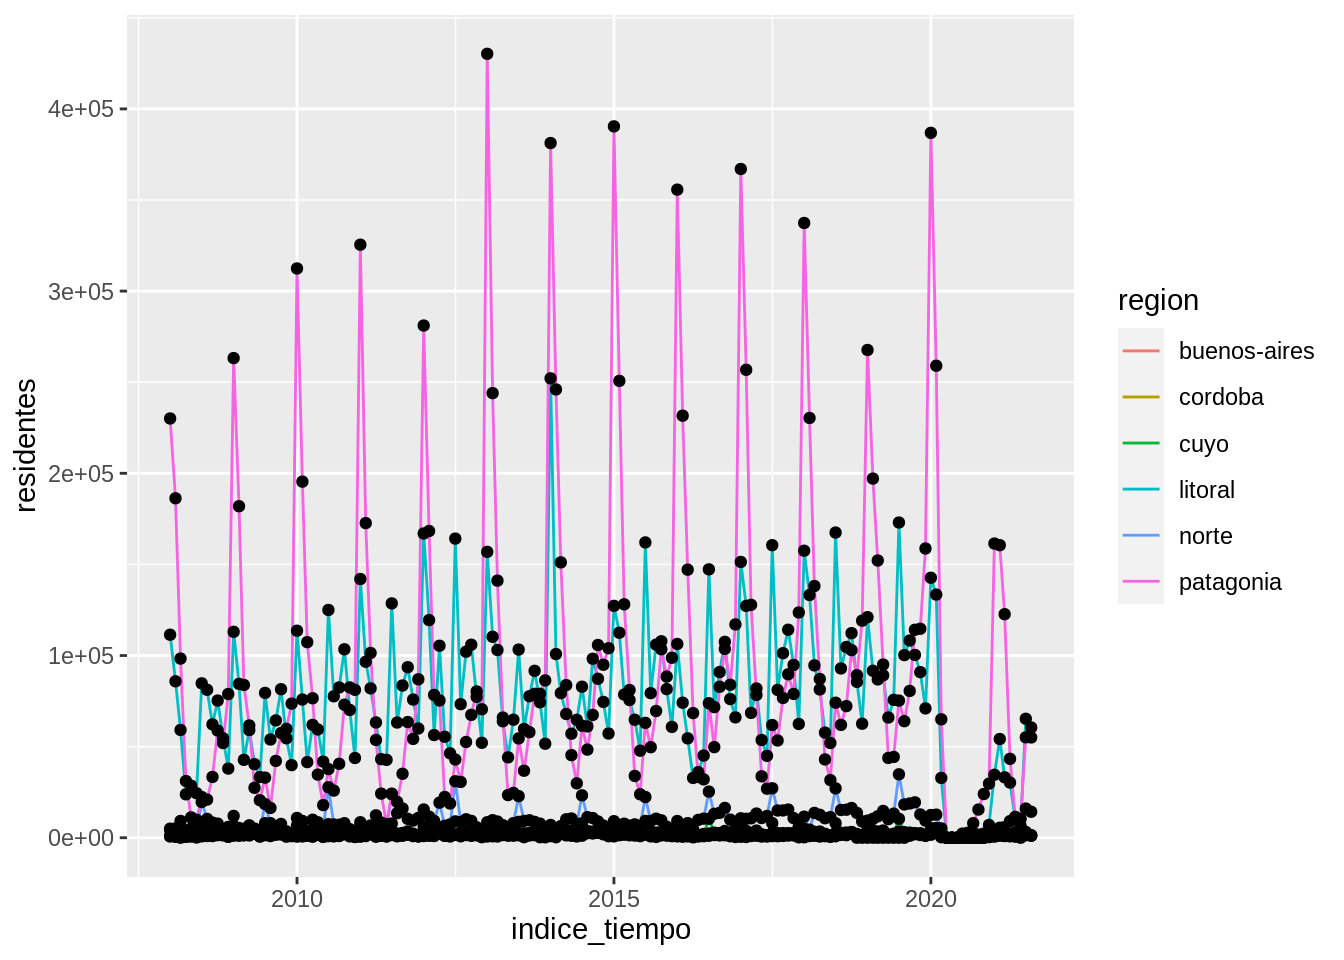 4e+05
3e+05
2e+05
1e+05
0e+00
residentes
2010
2015
2020
indice_tiempo
region
buenos-aires
cordoba
cuyo
litoral
norte
patagonia